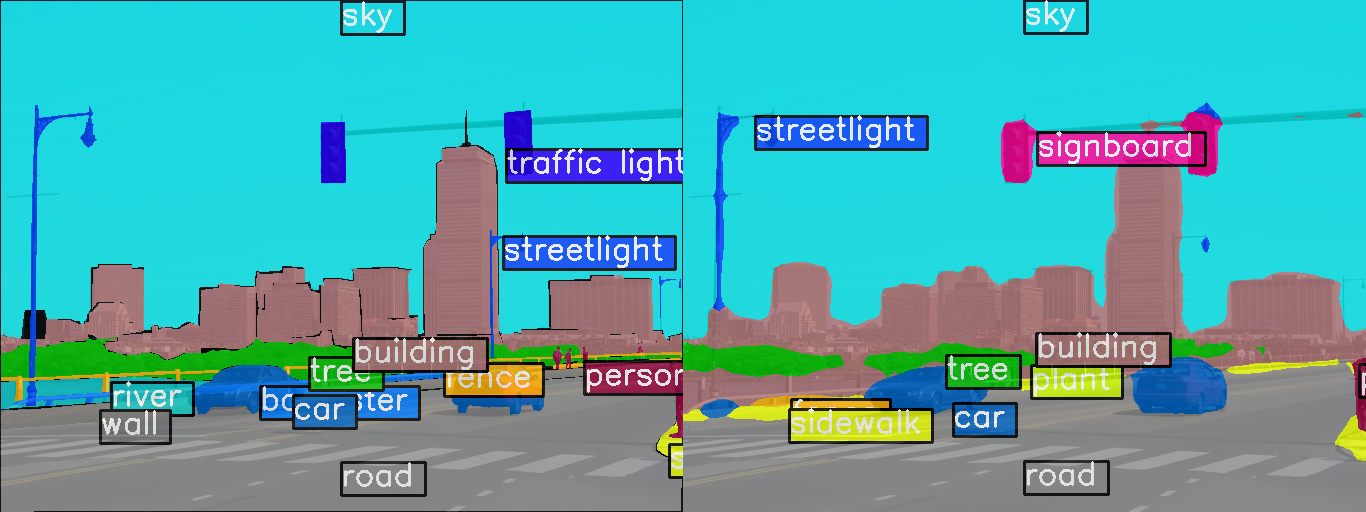 sky
traffic light
streetlight
building
tree
fence
person
river
car
wall
road
sky
streetlight
signboard
building
tree
plant
sidewalk
car
road